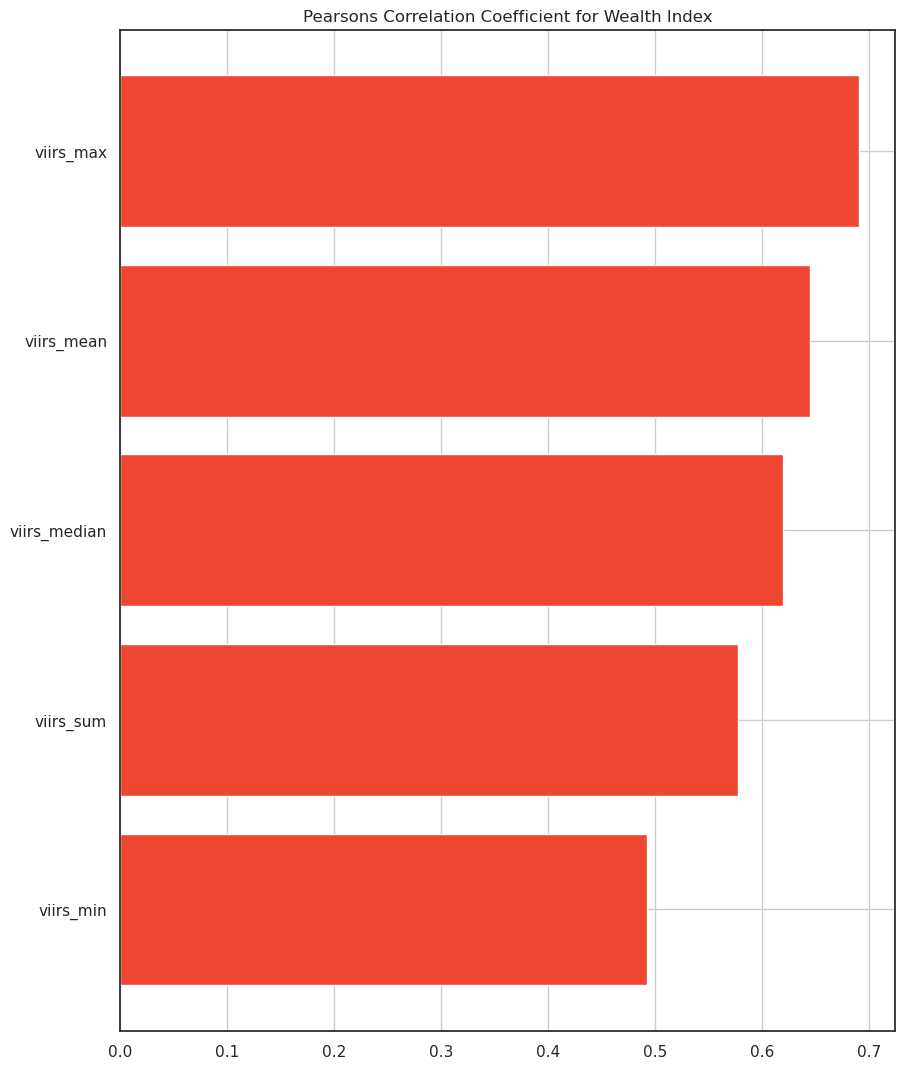 Pearsons Correlation Coefficient for Wealth Index
viirs_max
viirs_mean
viirs_median
viirs_sum
viirs_min
0.0 0.1 0.2 0.3 0.4 0.5 0.6 0.7